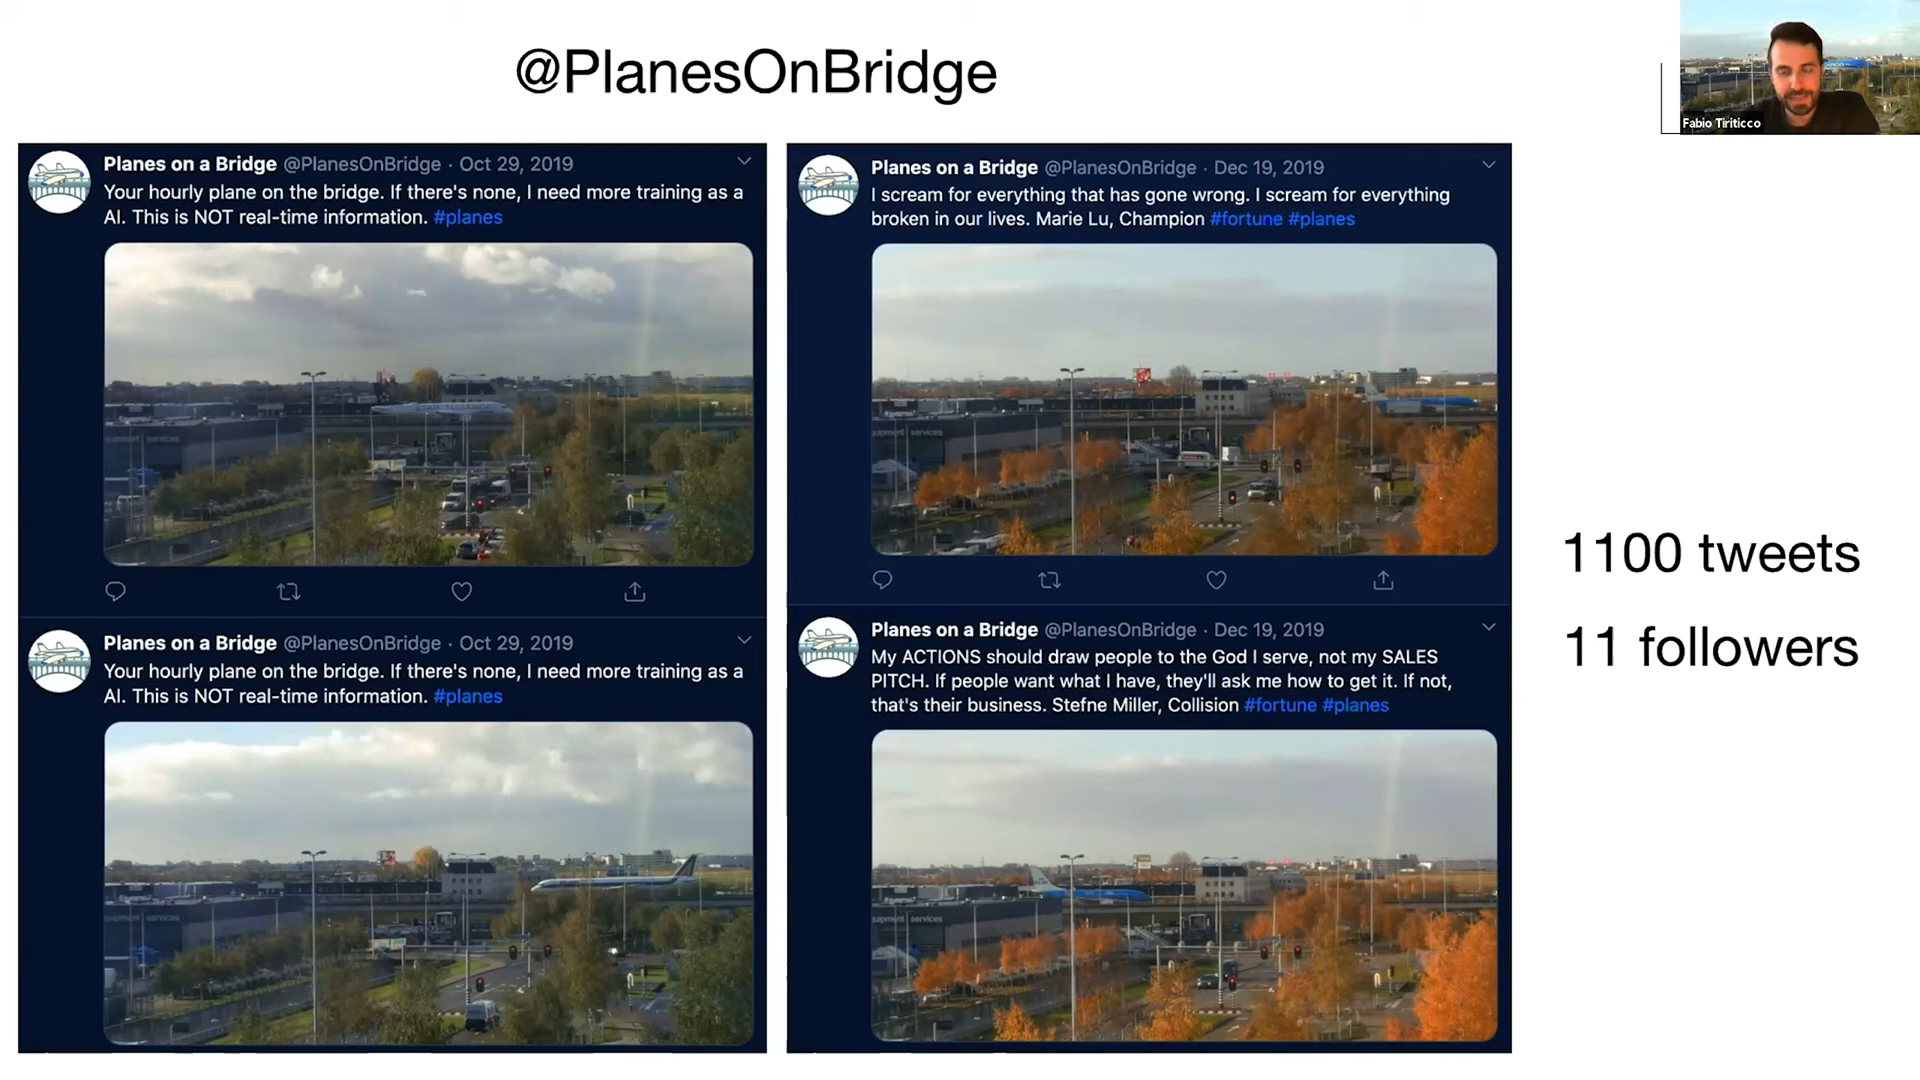 @PlanesOnBridge
Fabio Tiriticco
Planes on a Bridge @PlanesOnBridge · Oct 29, 2019
Your hourly plane on the bridge. If there's none, I need more training as a
AI. This is NOT real-time information. #planes
equipment services
Planes on a Bridge @PlanesOnBridge · Oct 29, 2019
Your hourly plane on the bridge. If there's none, I need more training as a
AI. This is NOT real-time information. #planes
services
Planes on a Bridge @PlanesOnBridge · Dec 19, 2019
I scream for everything that has gone wrong. I scream for everything
broken in our lives. Marie Lu, Champion #fortune #planes
services
Planes on a Bridge @PlanesOnBridge · Dec 19, 2019
My ACTIONS should draw people to the God I serve, not my SALES
PITCH. If people want what I have, they'll ask me how to get it. If not,
that's their business. Stefne Miller, Collision #fortune #planes
services
1100 tweets
11 followers